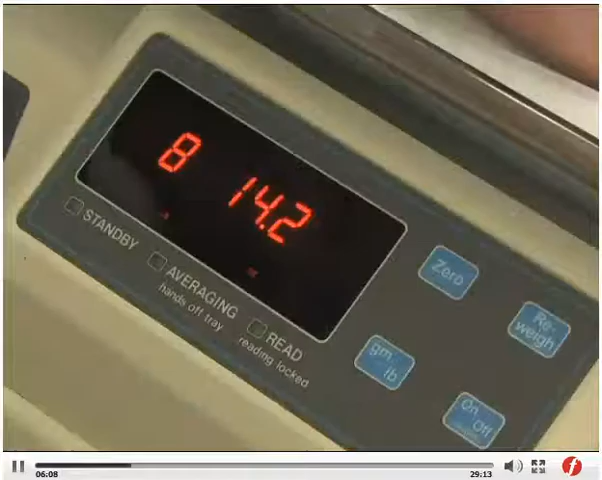 8 14.2
STANDBY
AVERAGING
hands off tray
READ
reading locked
Zero
Re-
weigh
gm
lb
On
Off
06:08
29:13